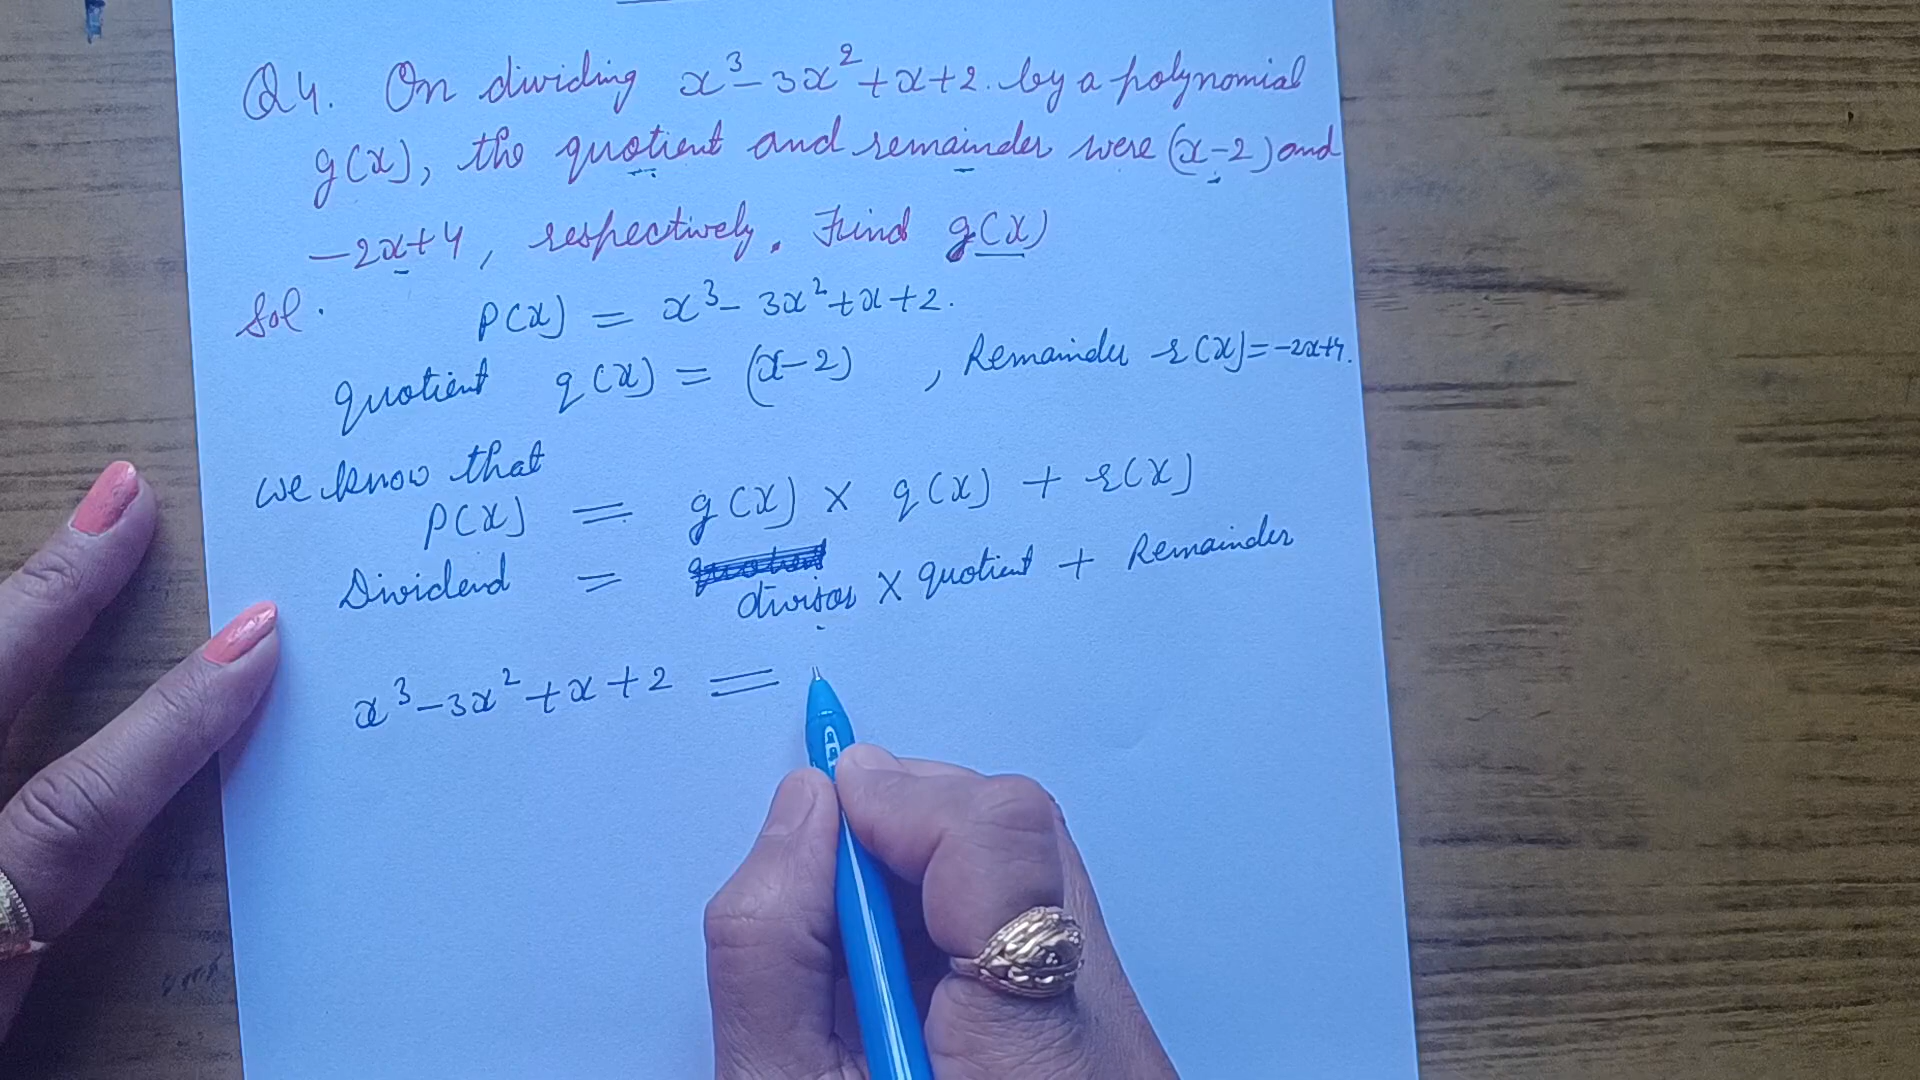 Q4. On dividing x³-3x²+x+2. by a polynomial
g(x), the quotient and remainder were (x-2) and
-2x+4, respectively. Find g(x)
Sol. P(x) = x³-3x²+x+2.
Quotient q(x) = (x-2) , Remainder r(x)=-2x+4.
We know that
P(x) = g(x) × q(x) + r(x)
Dividend = divisor × quotient + Remainder
x³-3x²+x+2 =